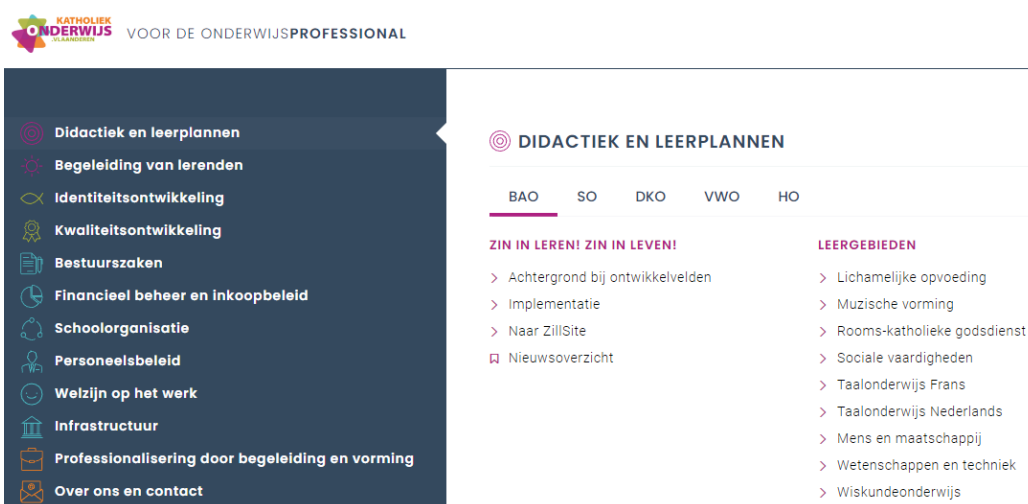 KATHOLIEK
ONDERWIJS
VLAANDEREN
VOOR DE ONDERWIJSPROFESSIONAL
Didactiek en leerplannen
Begeleiding van lerenden
Identiteitsontwikkeling
Kwaliteitsontwikkeling
Bestuurszaken
Financieel beheer en inkoopbeleid
Schoolorganisatie
Personeelsbeleid
Welzijn op het werk
Infrastructuur
Professionalisering door begeleiding en vorming
Over ons en contact
DIDACTIEK EN LEERPLANNEN
BAO SO DKO VWO HO
ZIN IN LEREN! ZIN IN LEVEN!
Achtergrond bij ontwikkelvelden
Implementatie
Naar ZillSite
Nieuwsoverzicht
LEERGEBIEDEN
Lichamelijke opvoeding
Muzische vorming
Rooms-katholieke godsdienst
Sociale vaardigheden
Taalonderwijs Frans
Taalonderwijs Nederlands
Mens en maatschappij
Wetenschappen en techniek
Wiskundeonderwijs